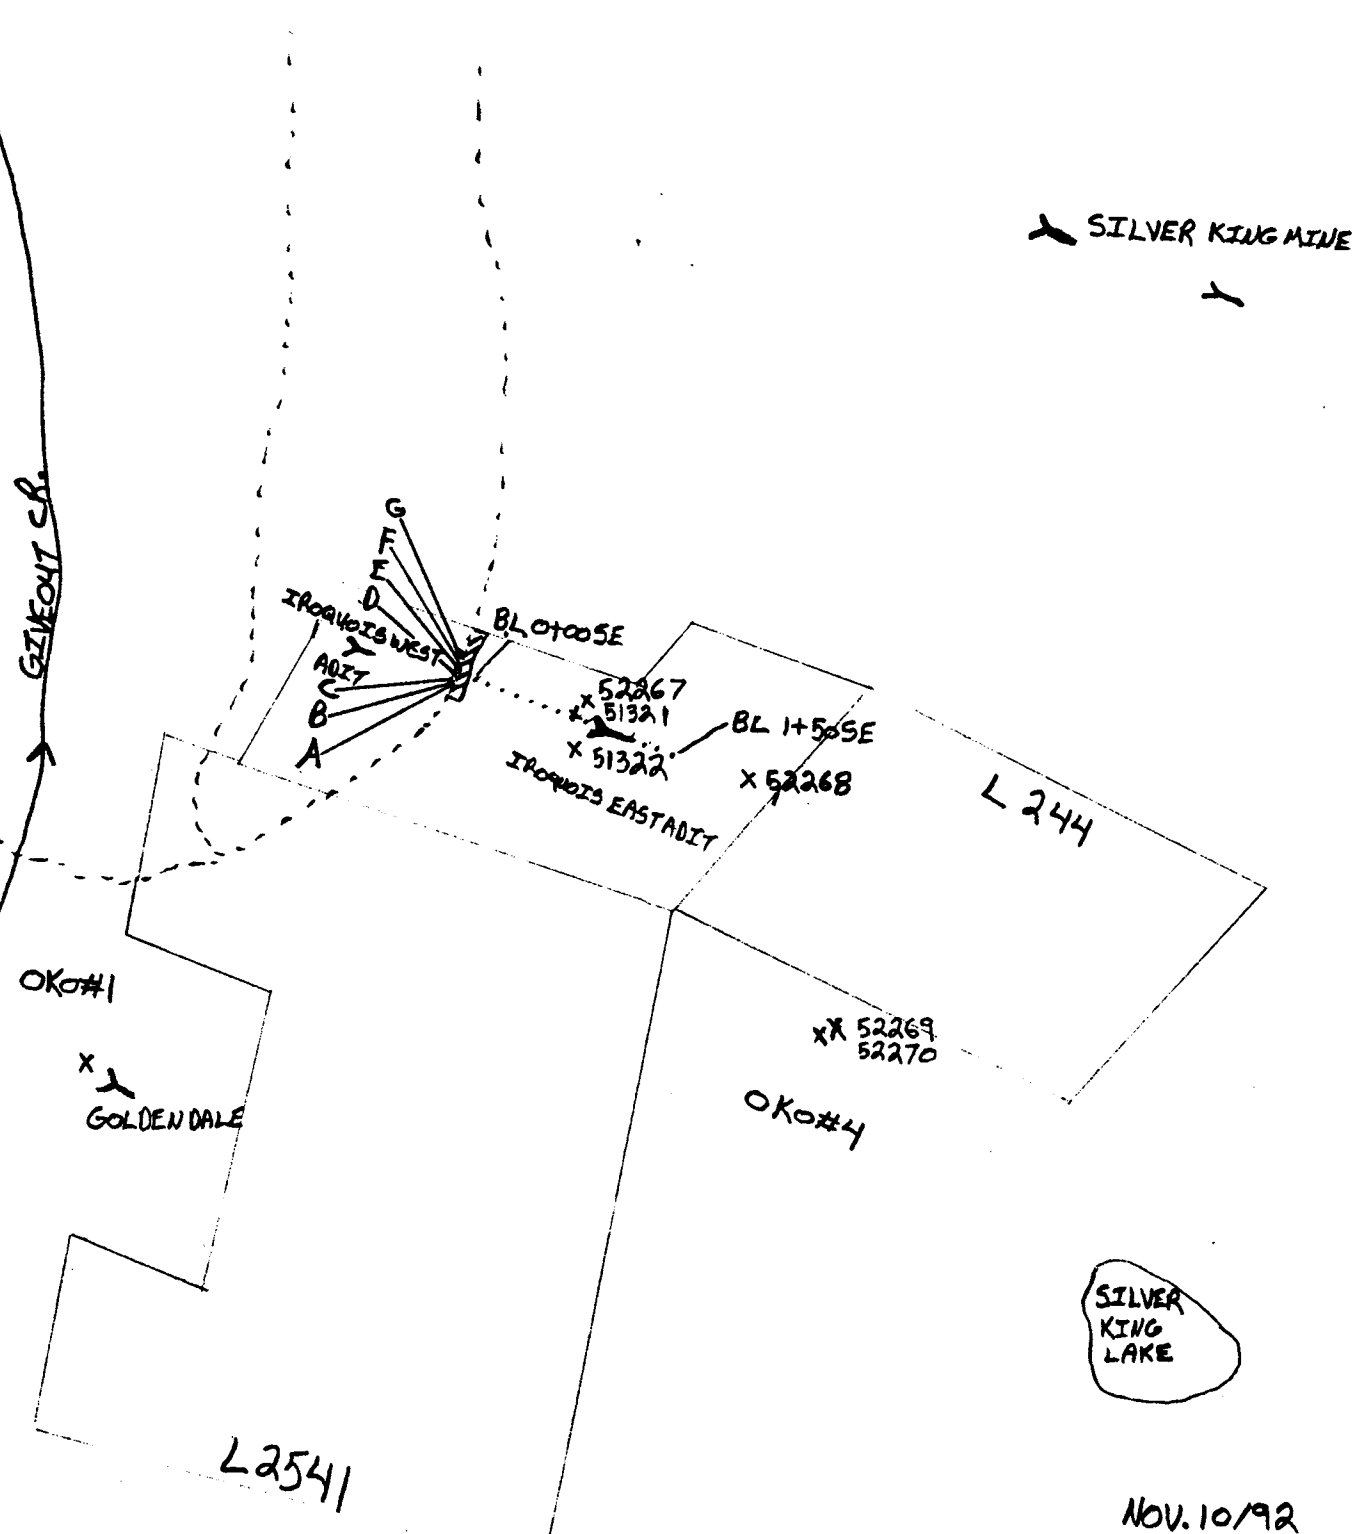 SILVER KING MINE
GIVEOUT CR.
G
F
E
D
IROQUOIS WEST
ADIT
C
B
A
BL 0+00SE
52267
51321
51322
BL 1+50SE
IROQUOIS EAST ADIT
52268
L 244
OKO#1
GOLDENDALE
52269
52270
OKO#4
SILVER
KING
LAKE
L2541
NOV. 10/92